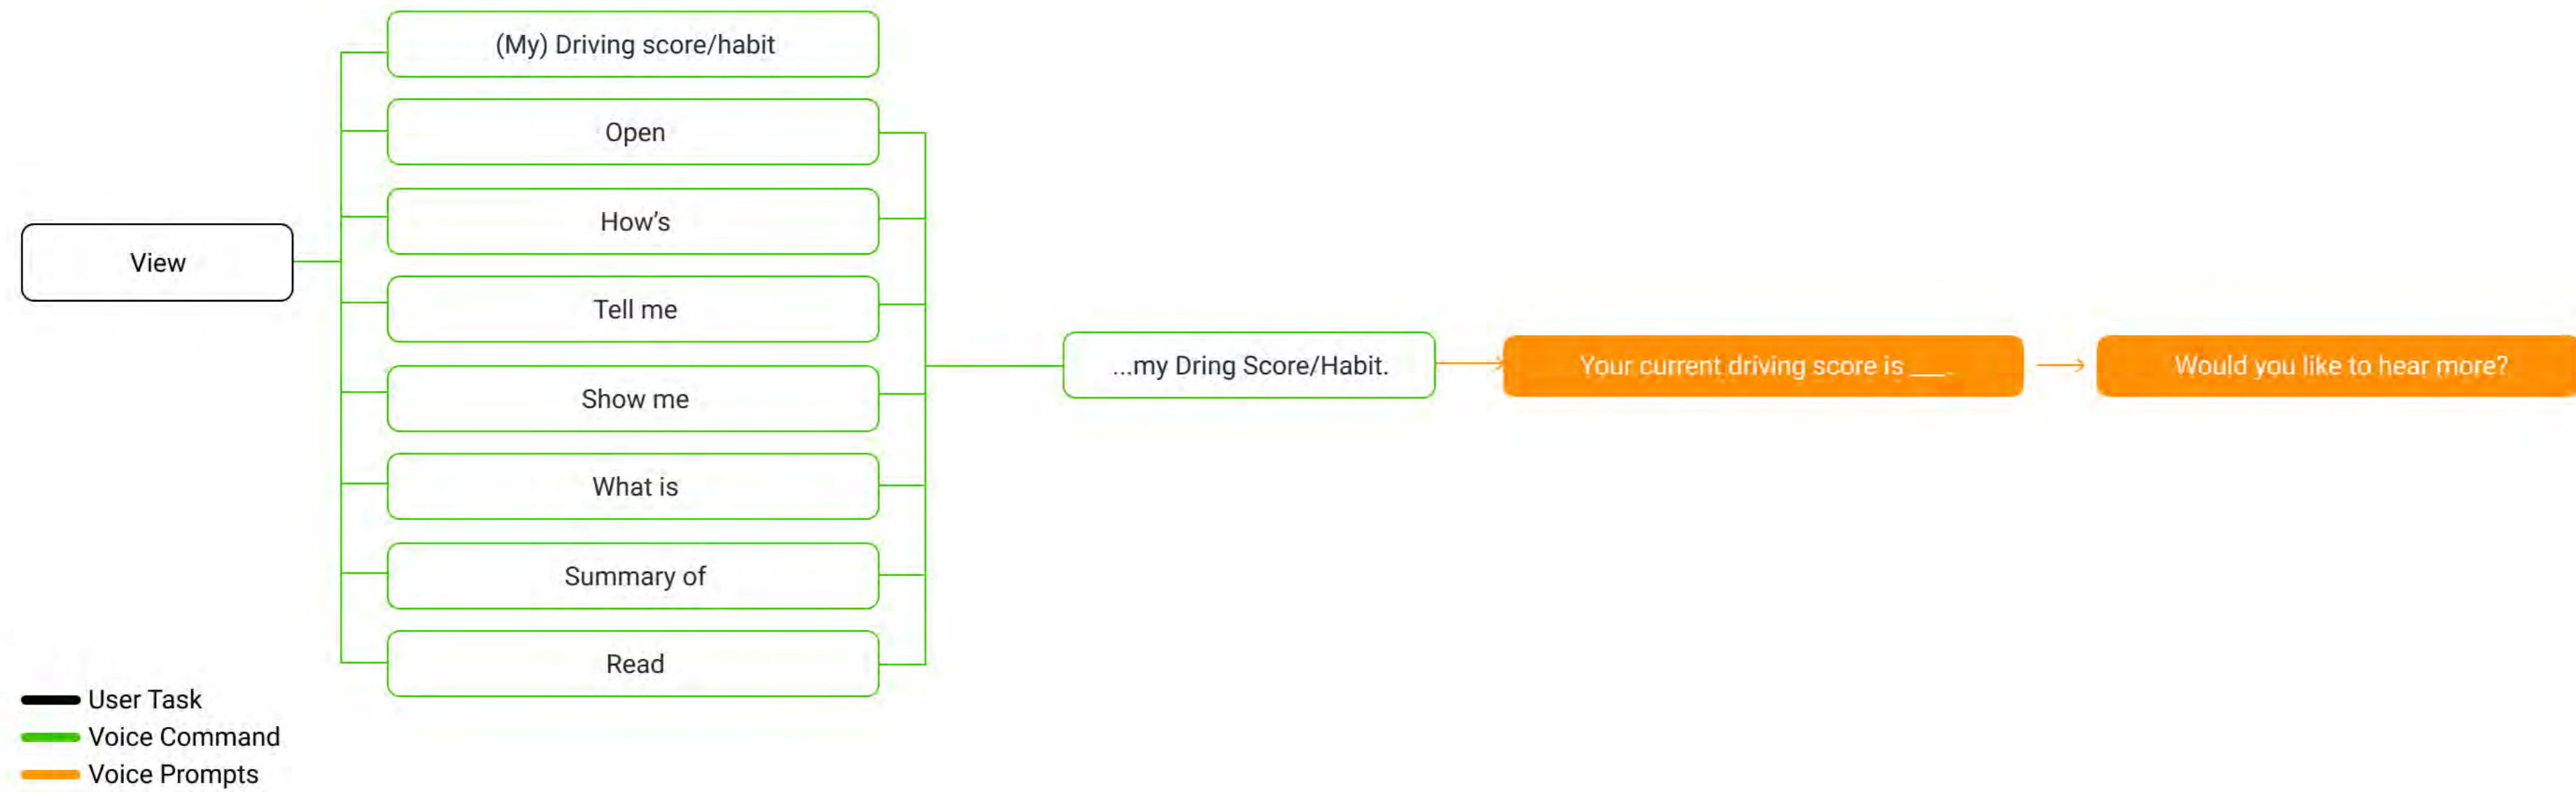 (My) Driving score/habit
Open
How’s
View
Tell me
Show me
...my Dring Score/Habit.
Your current driving score is ___.
Would you like to hear more?
What is
Summary of
Read
User Task
Voice Command
Voice Prompts